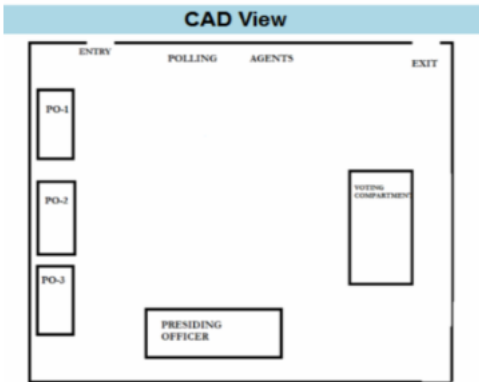 CAD View
ENTRY
POLLING AGENTS
EXIT
PO-1
PO-2
VOTING
COMPARTMENT
PO-3
PRESIDING
OFFICER